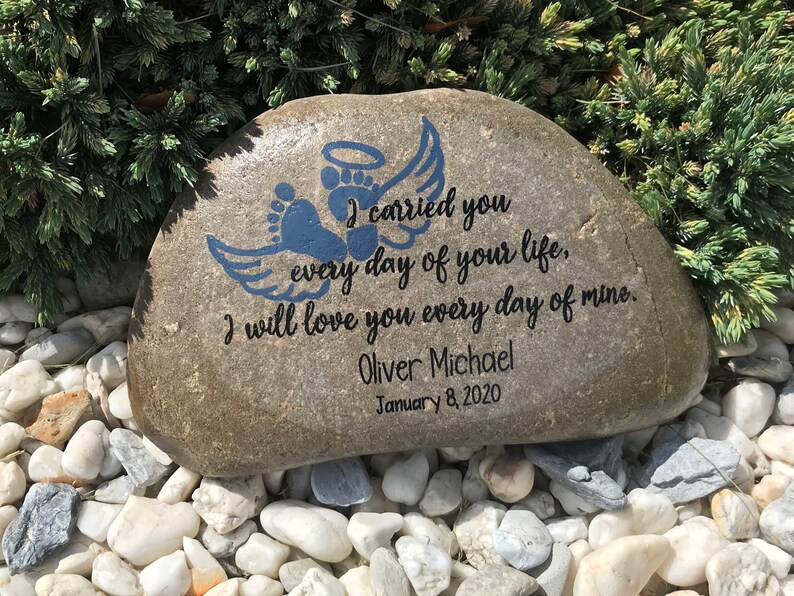 I carried you
every day of your life,
I will love you every day of mine.
Oliver Michael
January 8, 2020